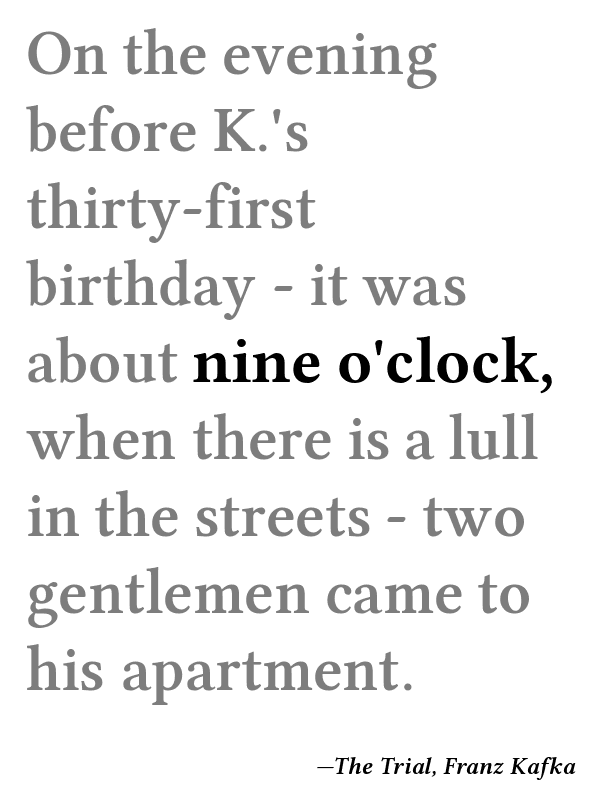 On the evening
before K.'s
thirty-first
birthday - it was
about nine o'clock,
when there is a lull
in the streets - two
gentlemen came to
his apartment.
—The Trial, Franz Kafka